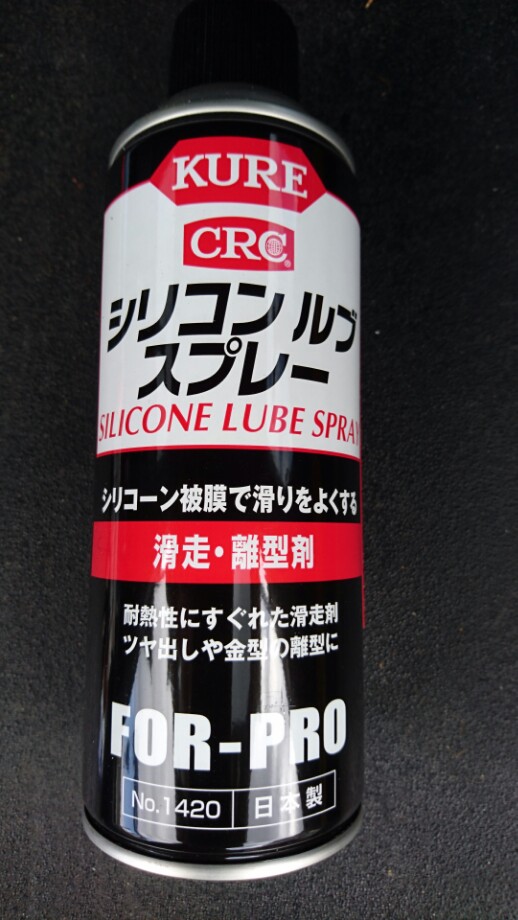 KURE
CRC®
シリコン ルブ
スプレー
SILICONE LUBE SPRAY
シリコーン被膜で滑りをよくする
滑走・離型剤
耐熱性にすぐれた滑走剤
ツヤ出しや金型の離型に
FOR-PRO
No.1420 日本製